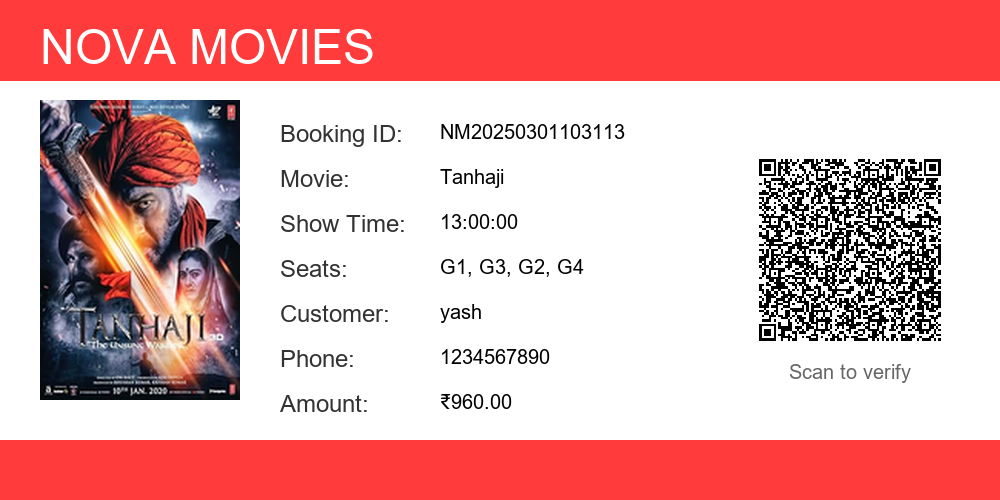 NOVA MOVIES
TANHAJI
The Unsung Warrior
3D
10TH JAN. 2020
Booking ID: NM20250301103113
Movie: Tanhaji
Show Time: 13:00:00
Seats: G1, G3, G2, G4
Customer: yash
Phone: 1234567890
Amount: ₹960.00
Scan to verify